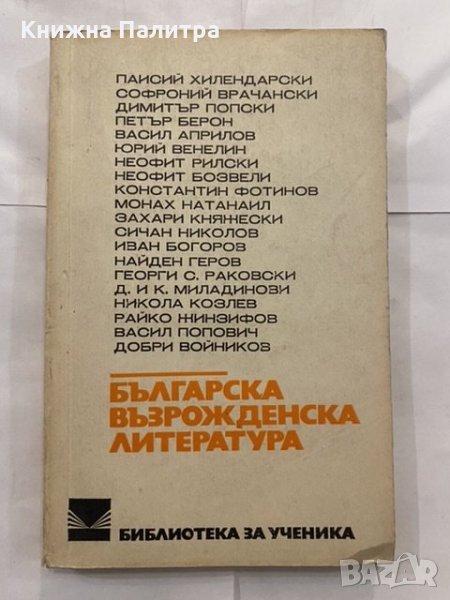 Книжна Палитра
ПАИСИЙ ХИЛЕНДАРСКИ
СОФРОНИЙ ВРАЧАНСКИ
ДИМИТЪР ПОПСКИ
ПЕТЪР БЕРОН
ВАСИЛ АПРИЛОВ
ЮРИЙ ВЕНЕЛИН
НЕОФИТ РИЛСКИ
НЕОФИТ БОЗВЕЛИ
КОНСТАНТИН ФОТИНОВ
МОНАХ НАТАНАИЛ
ЗАХАРИ КНЯЖЕСКИ
СИЧАН НИКОЛОВ
ИВАН БОГОРОВ
НАЙДЕН ГЕРОВ
ГЕОРГИ С. РАКОВСКИ
Д. И К. МИЛАДИНОВИ
НИКОЛА КОЗЛЕВ
РАЙКО ЖИНЗИФОВ
ВАСИЛ ПОПОВИЧ
ДОБРИ ВОЙНИКОВ
БЪЛГАРСКА
ВЪЗРОЖДЕНСКА
ЛИТЕРАТУРА
БИБЛИОТЕКА ЗА УЧЕНИКА
bazar